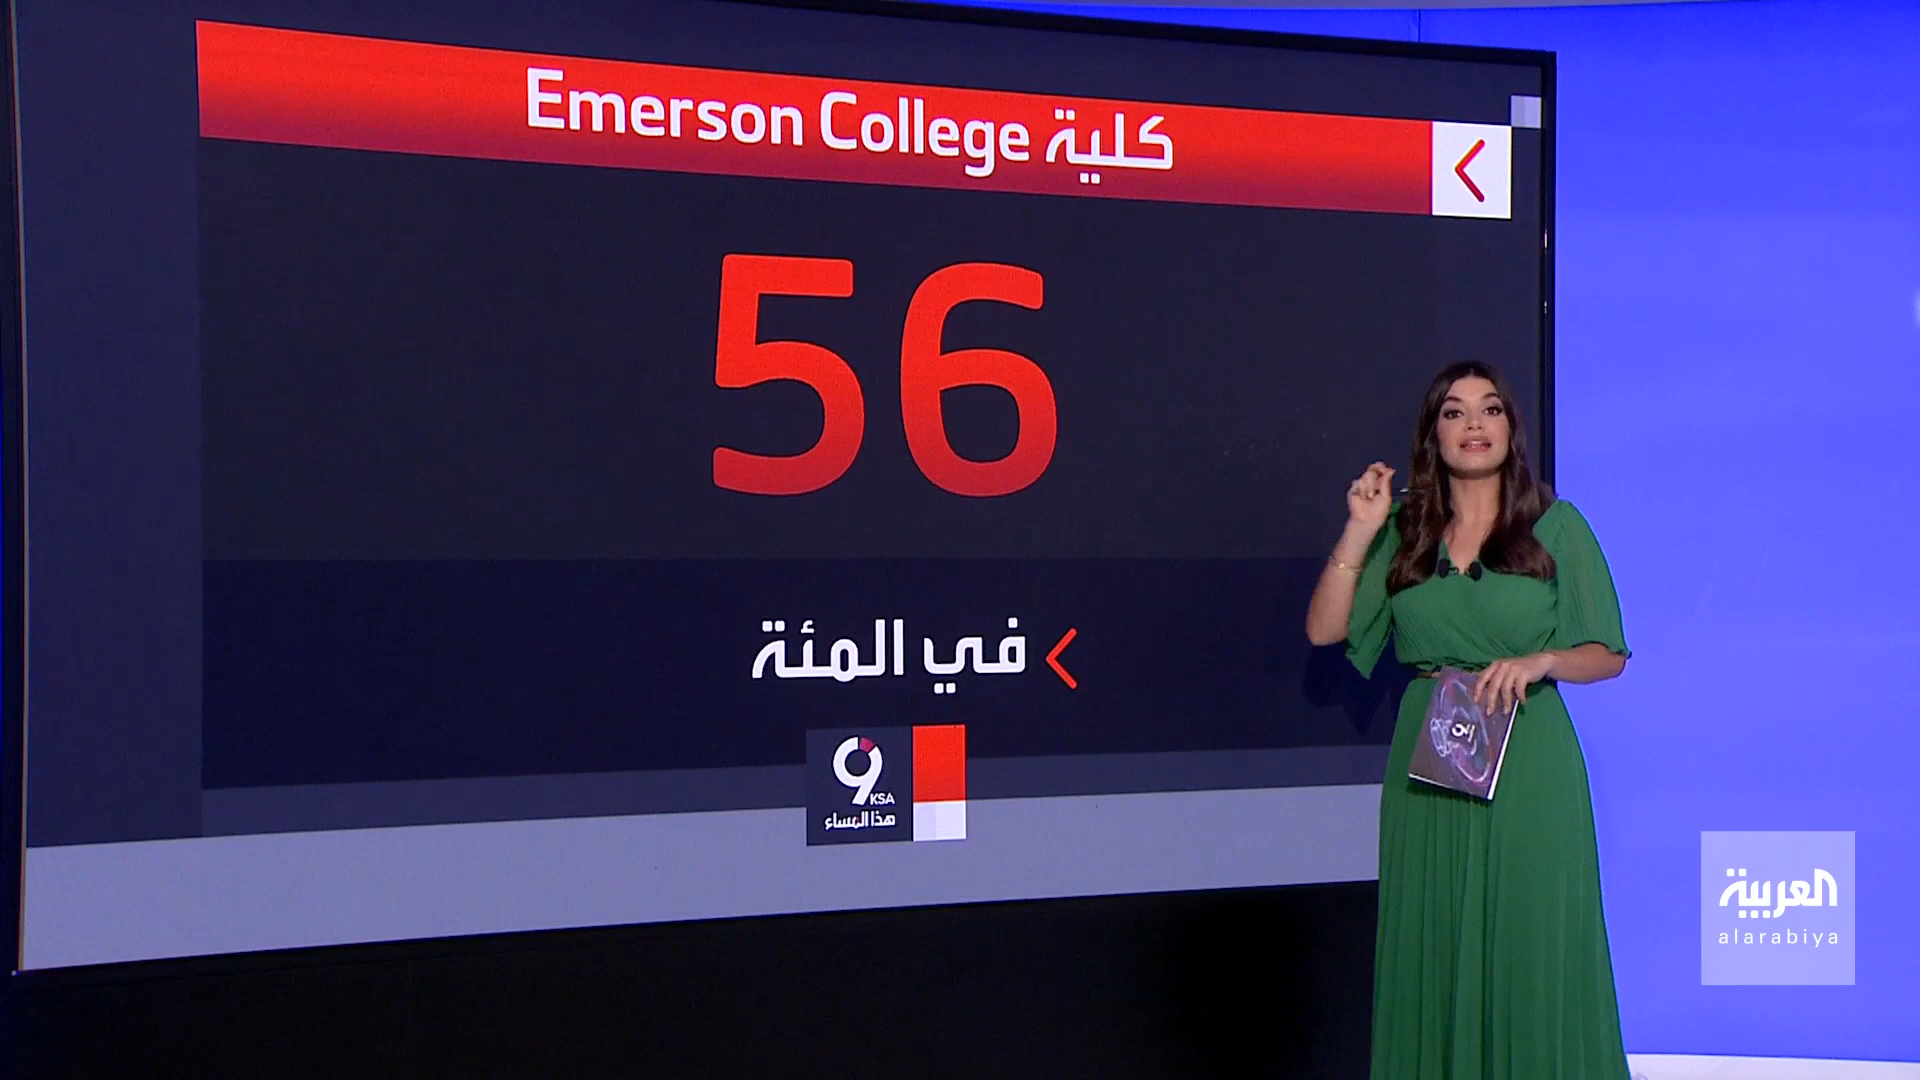 كلية Emerson College
56
في المئة
9
KSA
هذا المساء
العربية
alarabiya